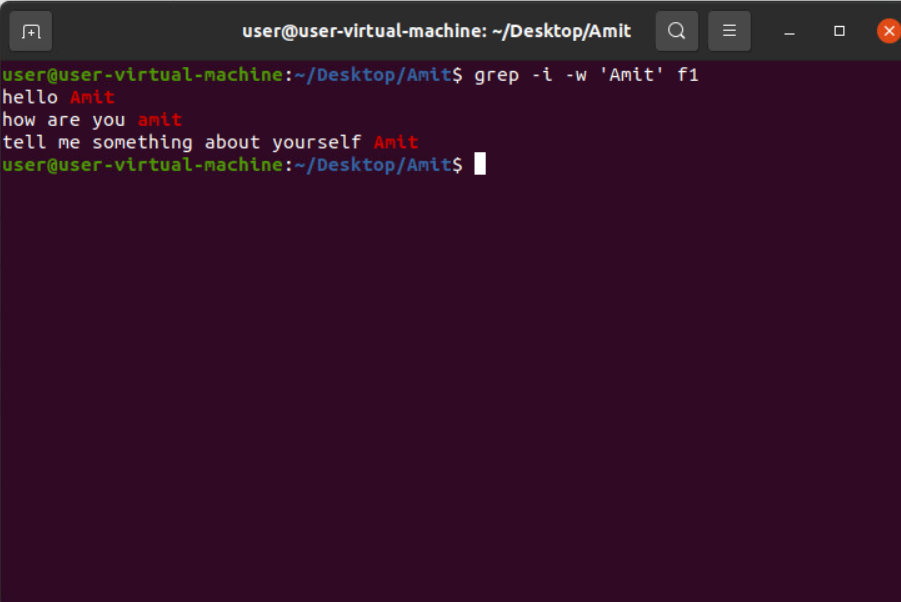 user@user-virtual-machine: ~/Desktop/Amit
user@user-virtual-machine:~/Desktop/Amit$ grep -i -w 'Amit' f1
hello Amit
how are you amit
tell me something about yourself Amit
user@user-virtual-machine:~/Desktop/Amit$